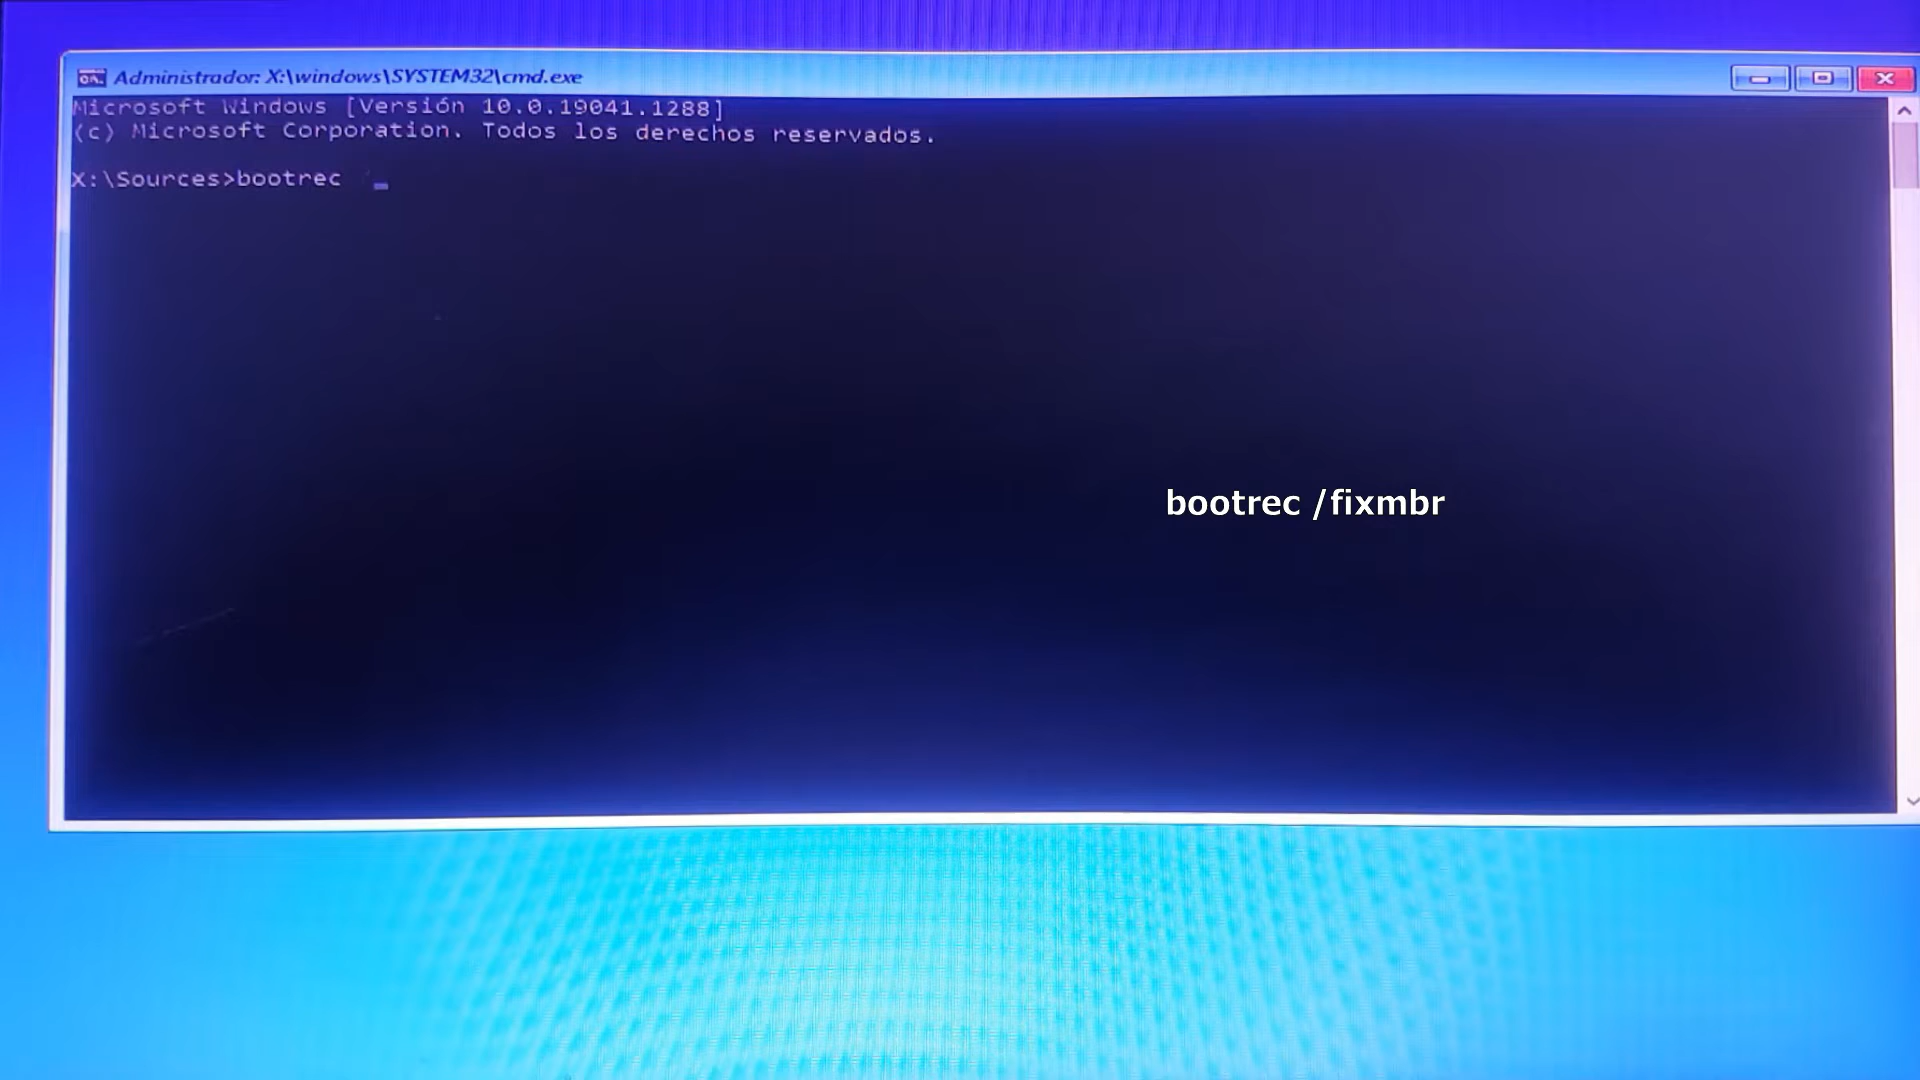 Administrador: X:\windows\SYSTEM32\cmd.exe
Microsoft Windows [Versión 10.0.19041.1288]
(c) Microsoft Corporation. Todos los derechos reservados.
X:\Sources>bootrec
bootrec /fixmbr